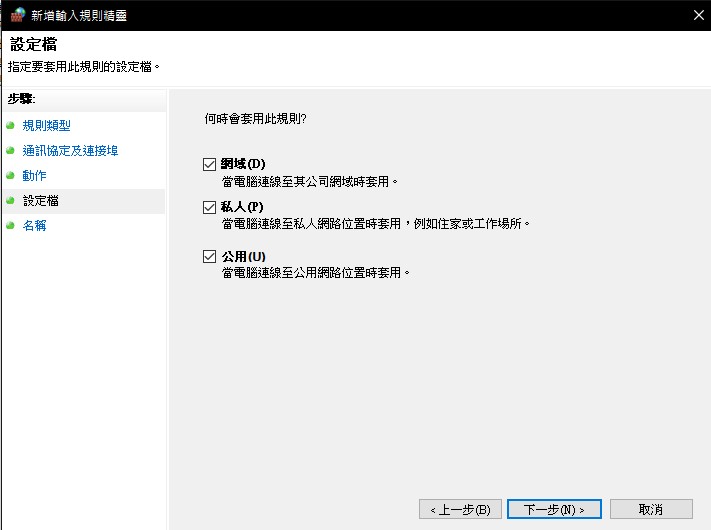 新增輸入規則精靈
設定檔
指定要套用此規則的設定檔。
步驟:
規則類型
通訊協定及連接埠
動作
設定檔
名稱
何時會套用此規則?
網域(D)
當電腦連線至其公司網域時套用。
私人(P)
當電腦連線至私人網路位置時套用，例如住家或工作場所。
公用(U)
當電腦連線至公用網路位置時套用。
< 上一步(B)
下一步(N) >
取消